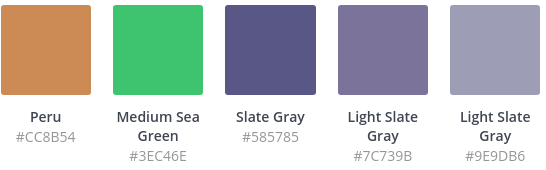 Peru
#CC8B54
Medium Sea
Green
#3EC46E
Slate Gray
#585785
Light Slate
Gray
#7C739B
Light Slate
Gray
#9E9DB6